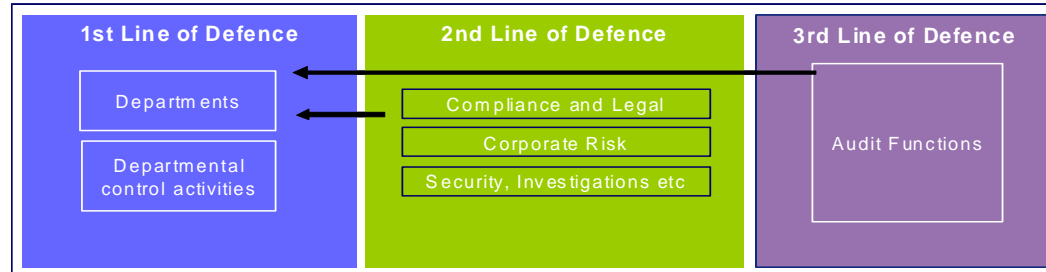 1st Line of Defence
Departments
Departmental
control activities
2nd Line of Defence
Compliance and Legal
Corporate Risk
Security, Investigations etc
3rd Line of Defence
Audit Functions